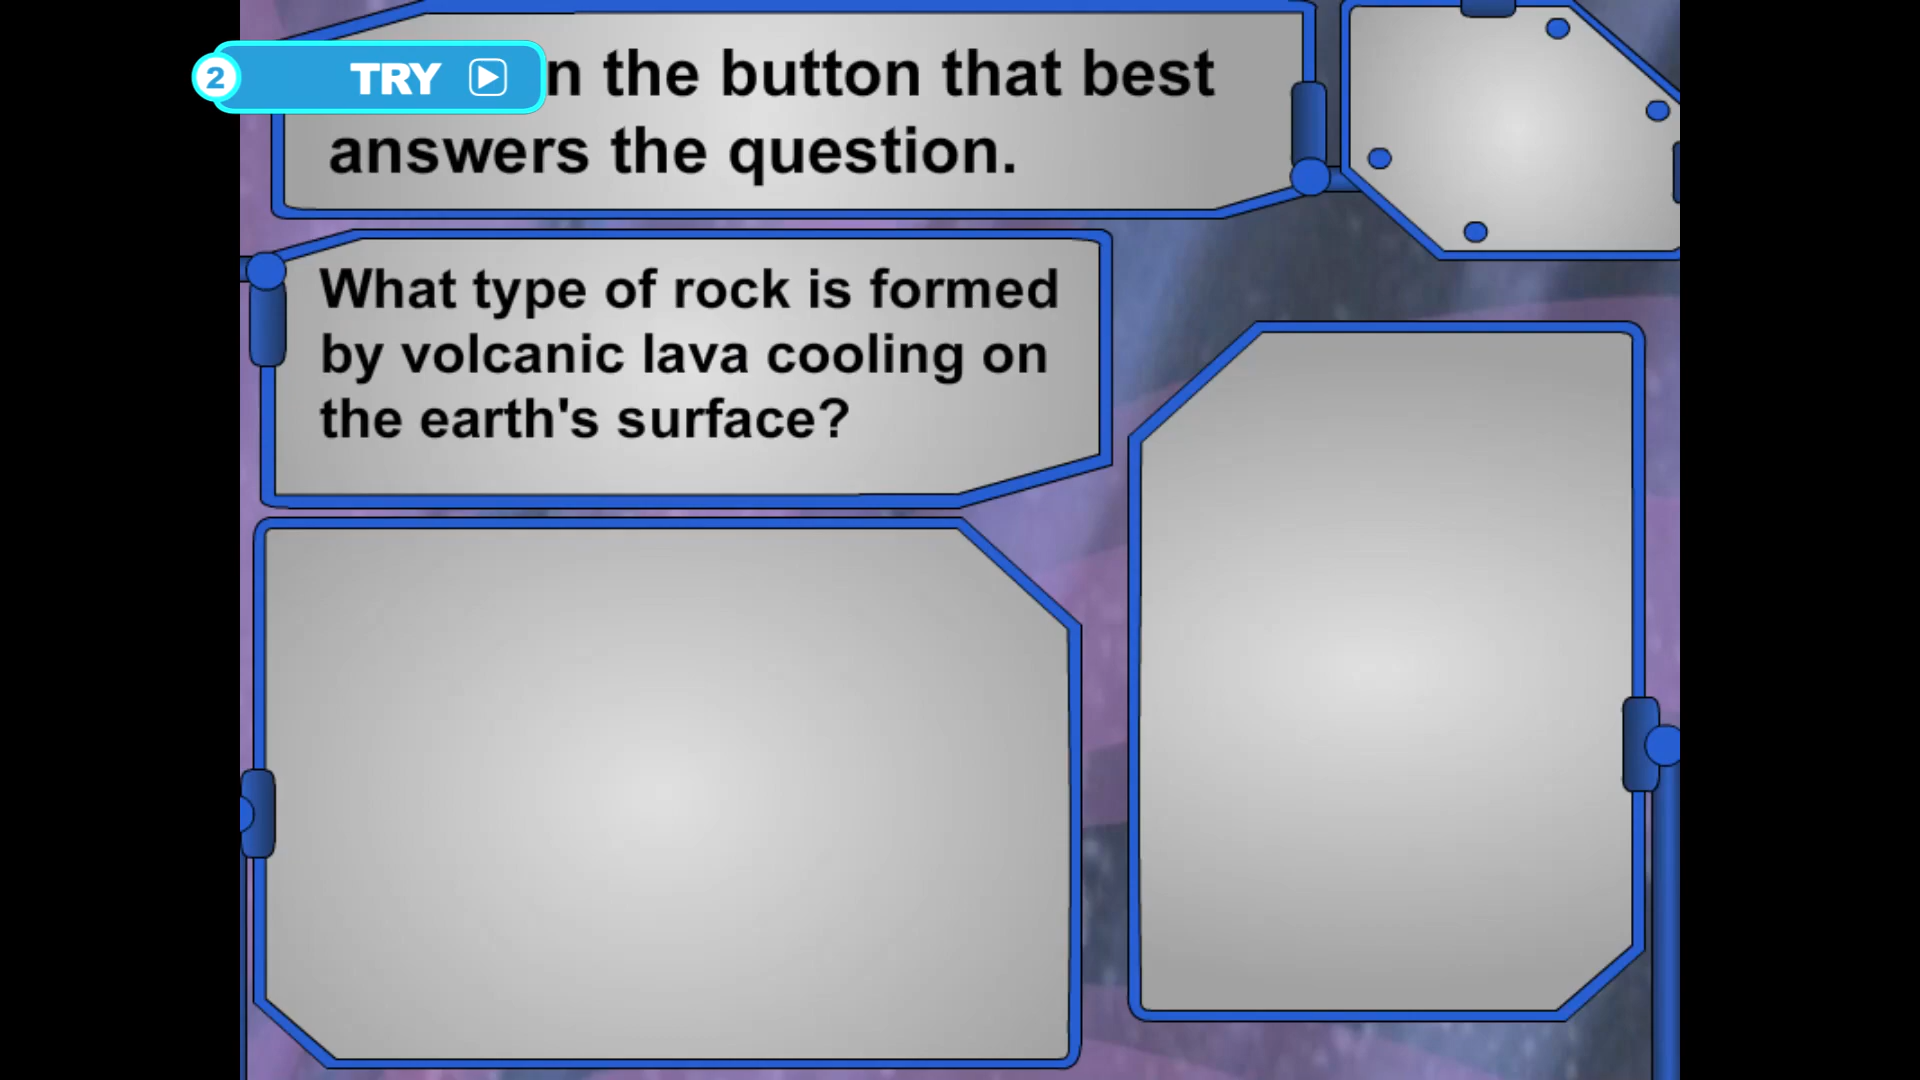 2 TRY
n the button that best
answers the question.
What type of rock is formed
by volcanic lava cooling on
the earth's surface?